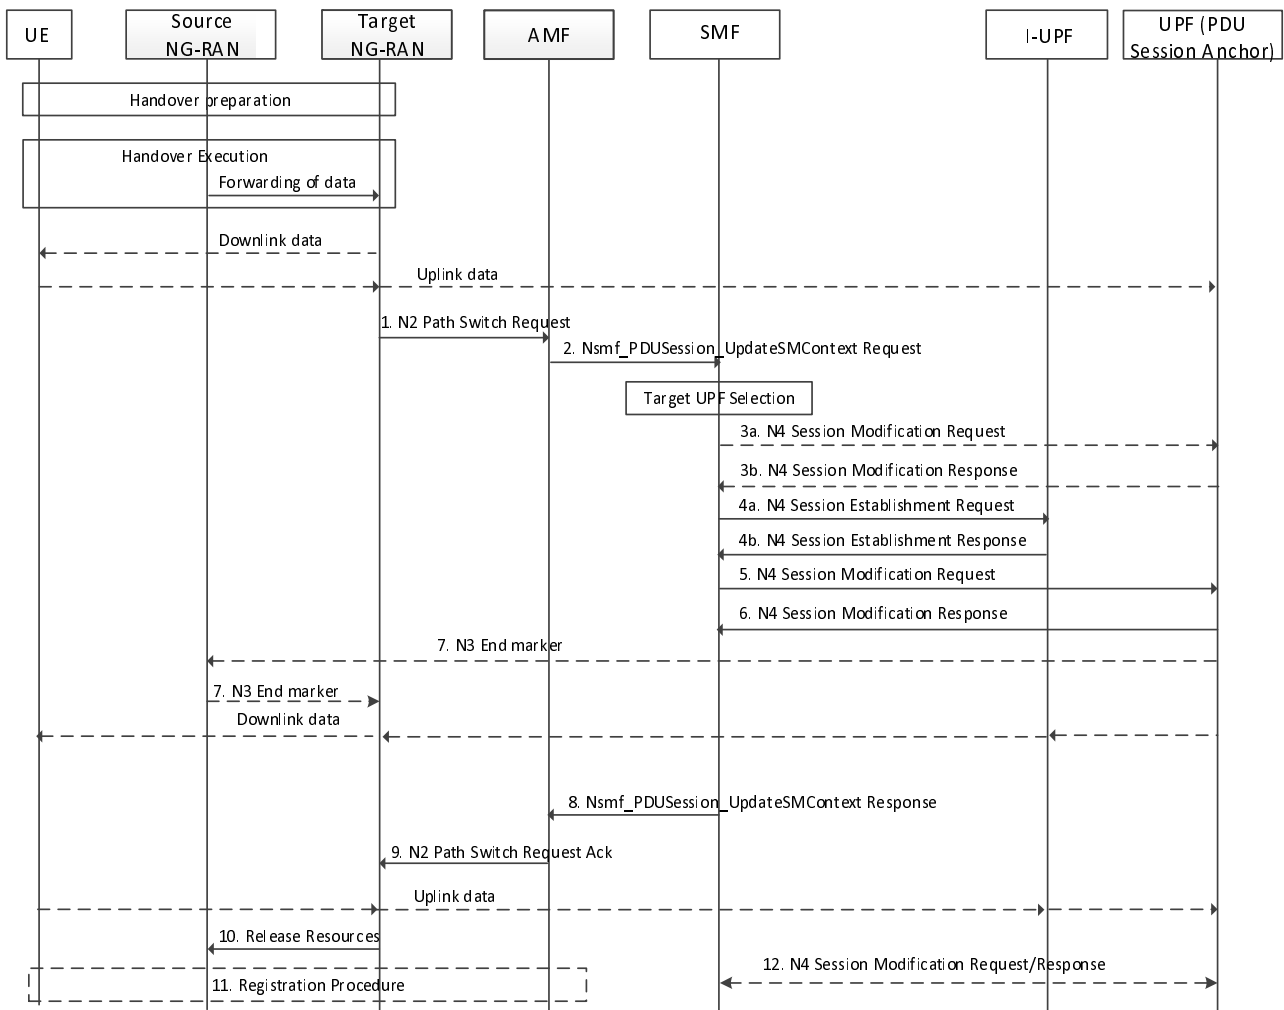 UE
Source
NG-RAN
Target
NG-RAN
AMF
SMF
I-UPF
UPF (PDU
Session Anchor)
Handover preparation
Handover Execution
Forwarding of data
Downlink data
Uplink data
1. N2 Path Switch Request
2. Nsmf_PDUSession_UpdateSMContext Request
Target UPF Selection
3a. N4 Session Modification Request
3b. N4 Session Modification Response
4a. N4 Session Establishment Request
4b. N4 Session Establishment Response
5. N4 Session Modification Request
6. N4 Session Modification Response
7. N3 End marker
7. N3 End marker
Downlink data
8. Nsmf_PDUSession_UpdateSMContext Response
9. N2 Path Switch Request Ack
Uplink data
10. Release Resources
12. N4 Session Modification Request/Response
11. Registration Procedure